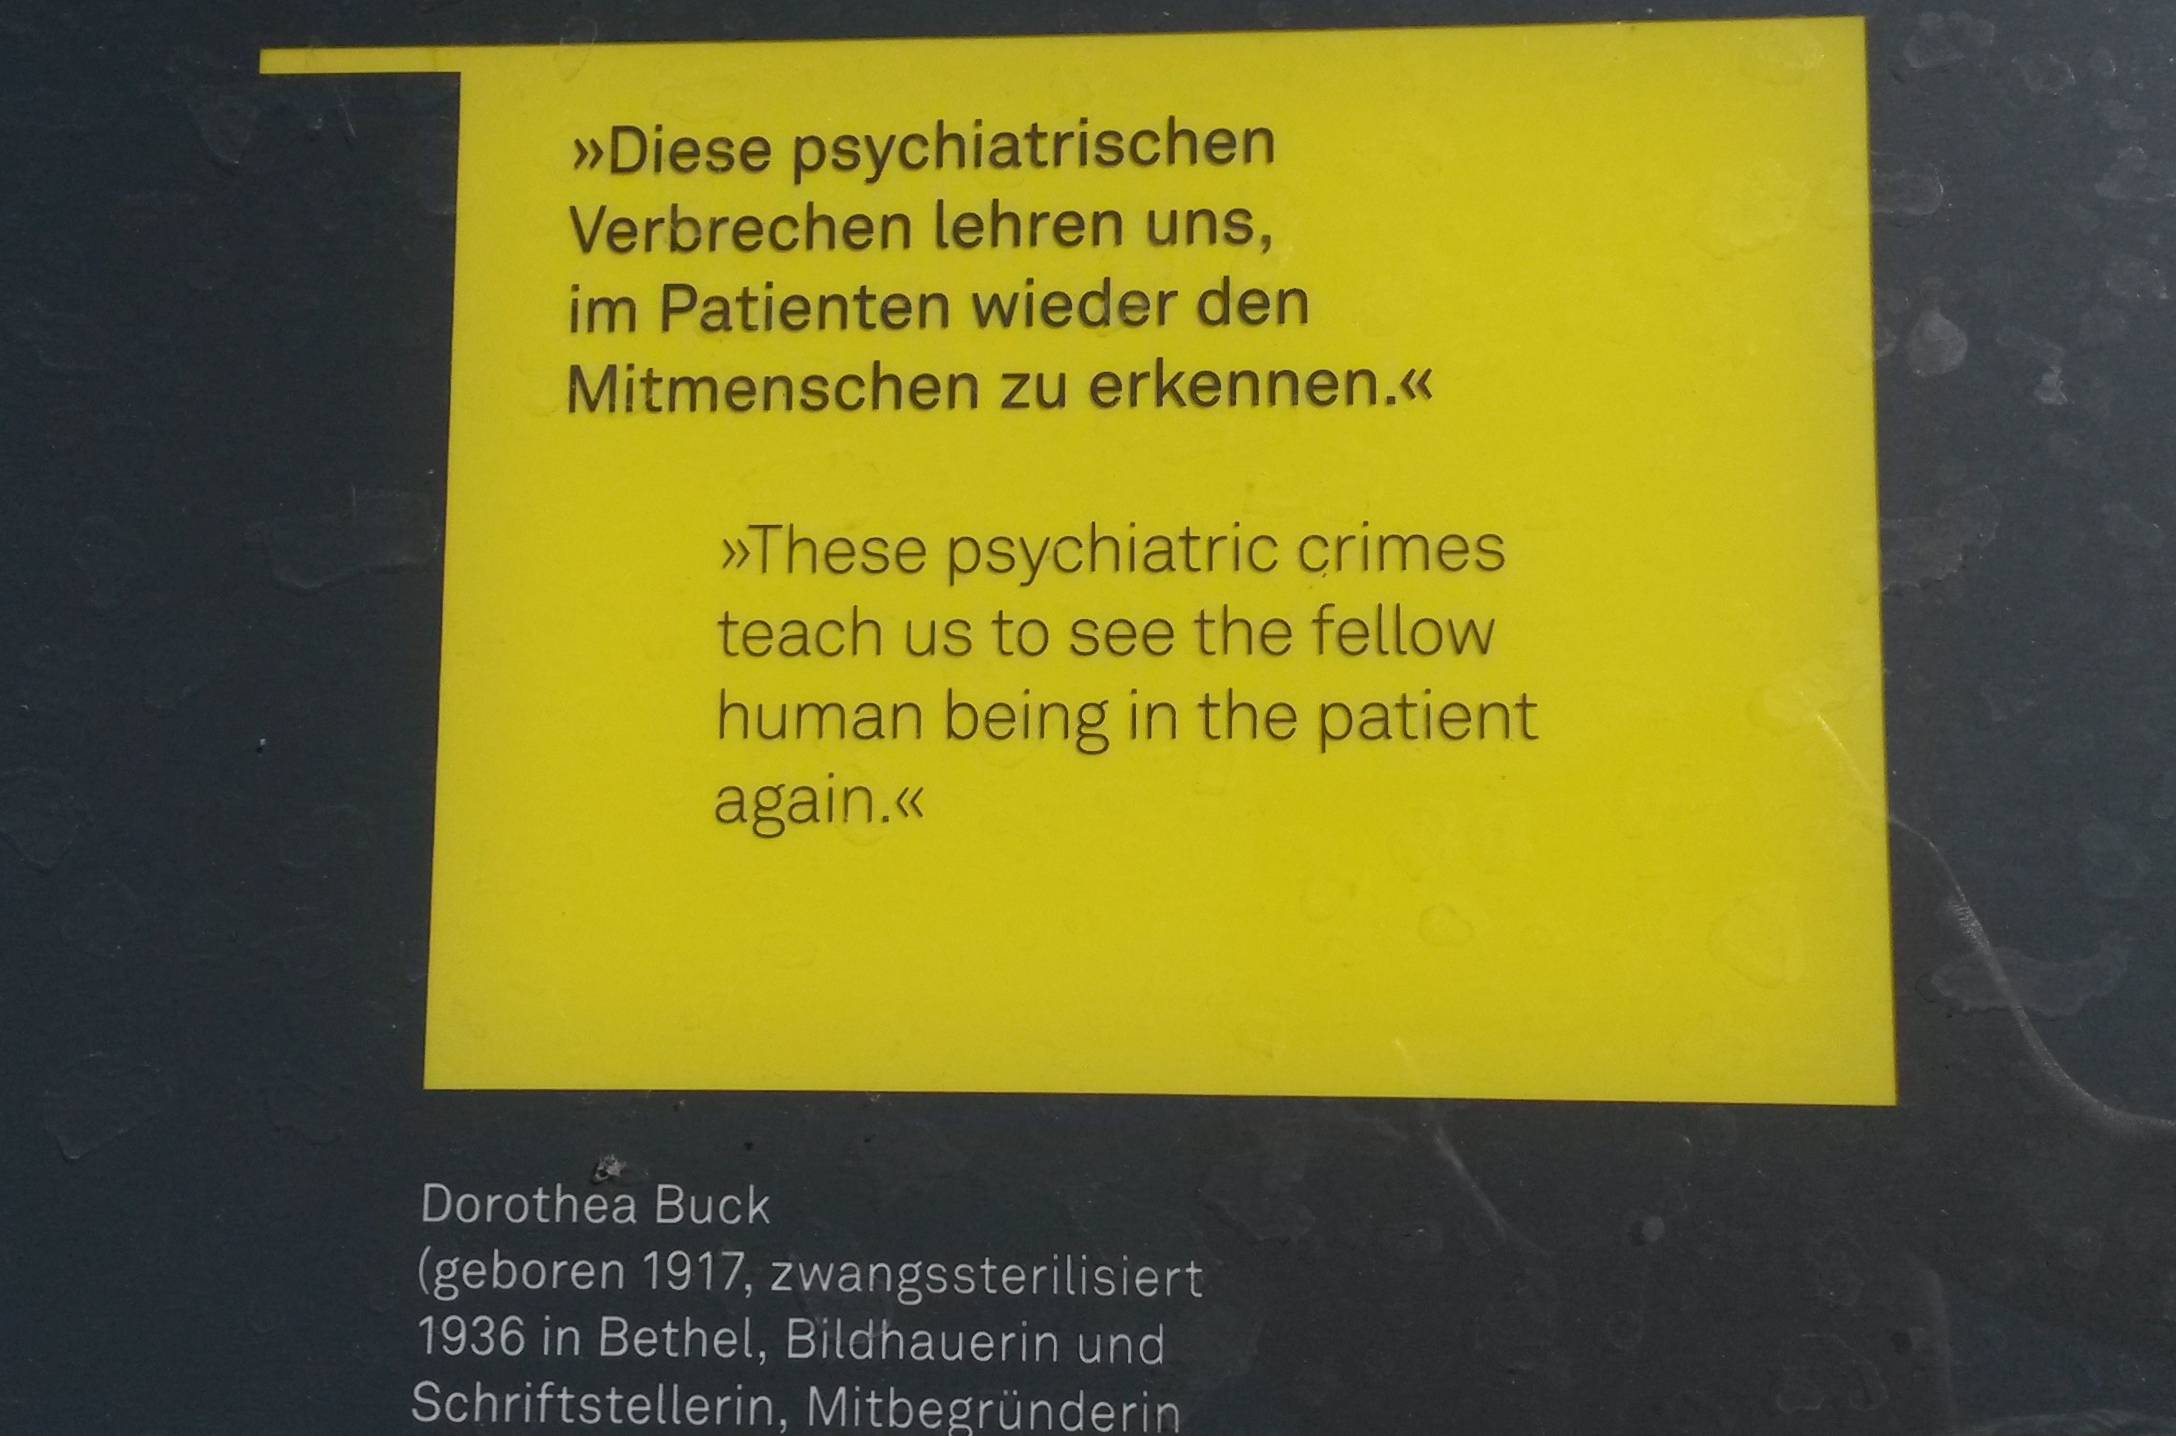 »Diese psychiatrischen
Verbrechen lehren uns,
im Patienten wieder den
Mitmenschen zu erkennen.«
»These psychiatric crimes
teach us to see the fellow
human being in the patient
again.«
Dorothea Buck
(geboren 1917, zwangssterilisiert
1936 in Bethel, Bildhauerin und
Schriftstellerin, Mitbegründerin